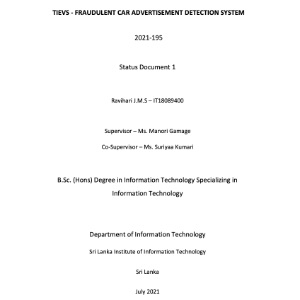 TIEVS - FRAUDULENT CAR ADVERTISEMENT DETECTION SYSTEM
2021-195
Status Document 1
Ravihari J.M.S – IT18089400
Supervisor – Ms. Manori Gamage
Co-Supervisor – Ms. Suriyaa Kumari
B.Sc. (Hons) Degree in Information Technology Specializing in
Information Technology
Department of Information Technology
Sri Lanka Institute of Information Technology
Sri Lanka
July 2021